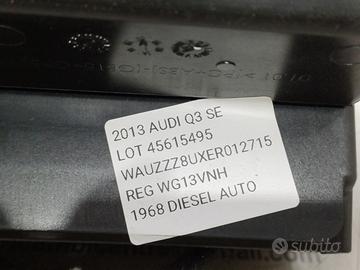 2013 AUDI Q3 SE
LOT 45615495
WAUZZZ8UXER012715
REG WG13VNH
1968 DIESEL AUTO
subito